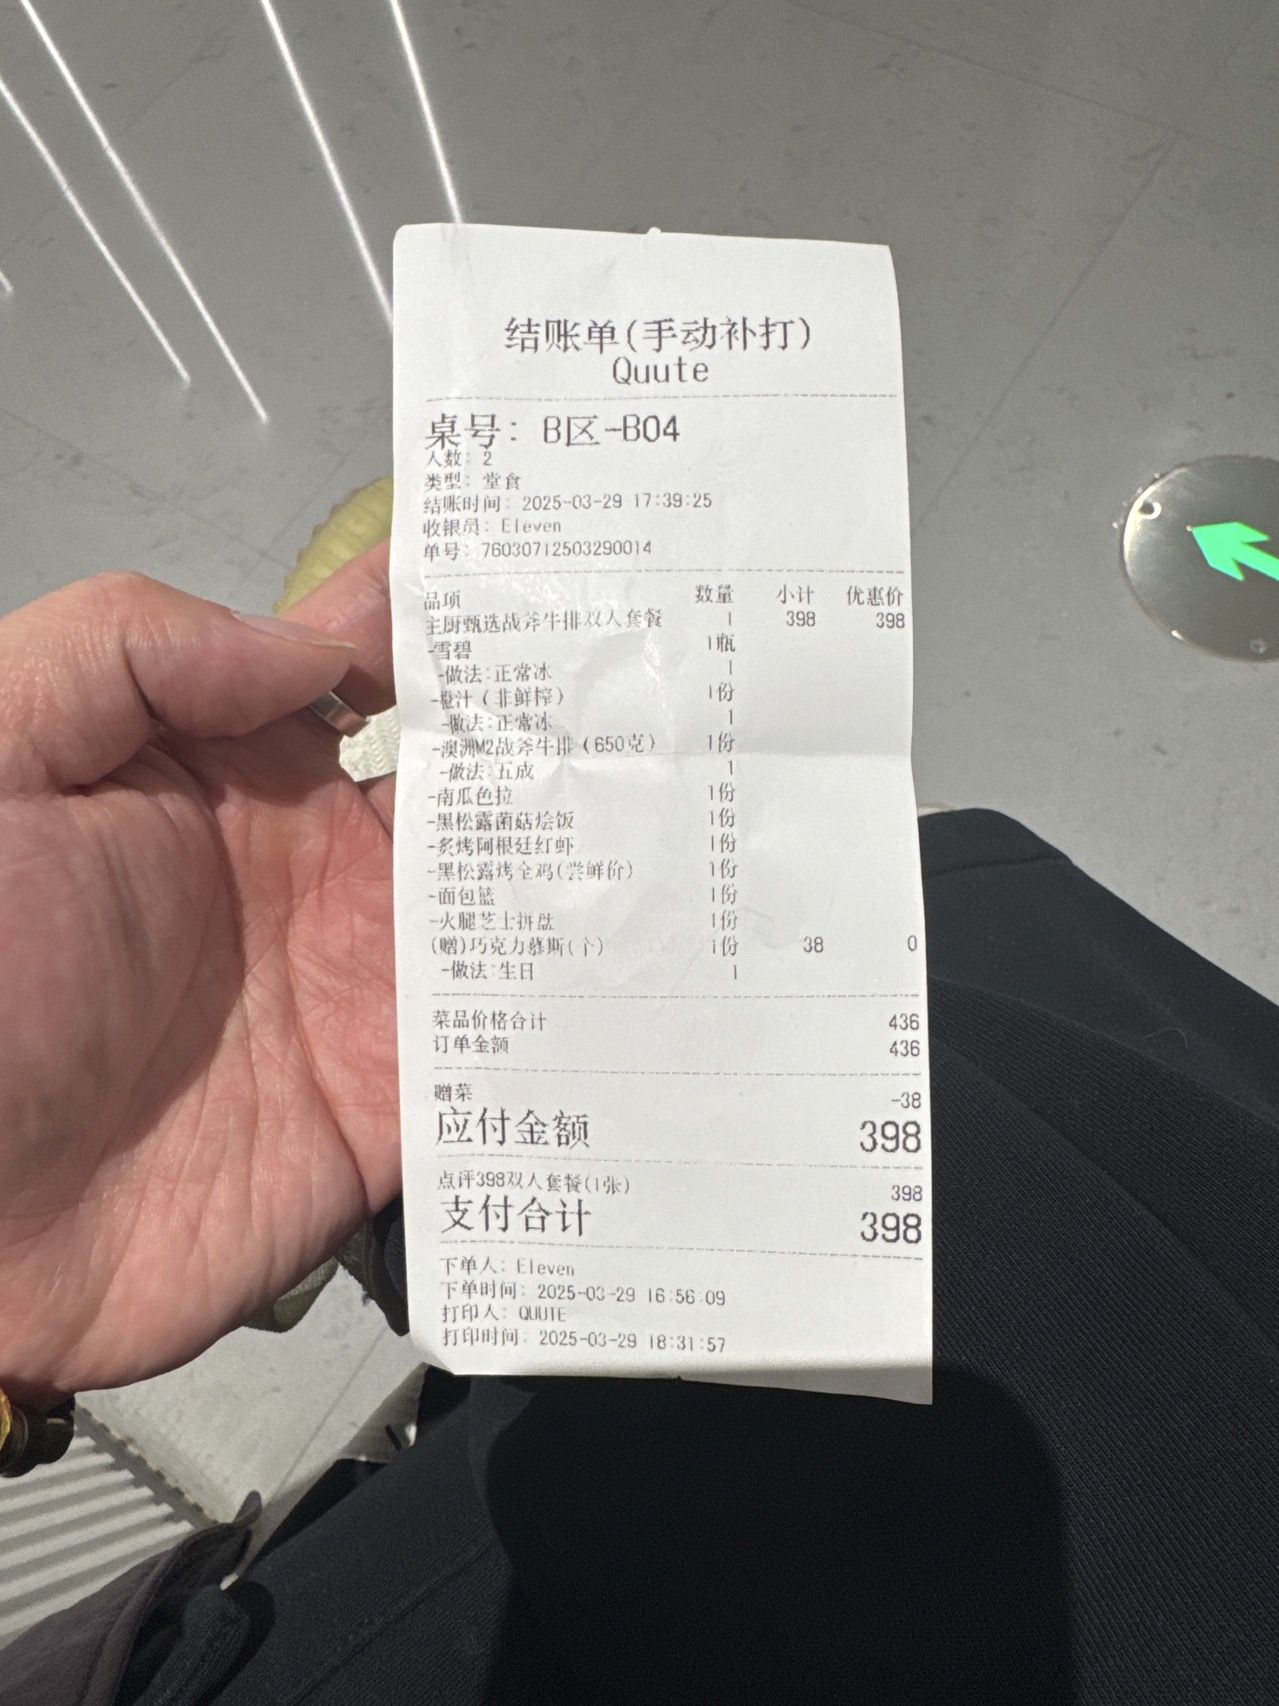 结账单(手动补打)
Quute
桌号: B区-B04
人数: 2
类型: 堂食
结账时间: 2025-03-29 17:39:25
收银员: Eleven
单号: 76030712503290014
品项 数量 小计 优惠价
主厨甄选战斧牛排双人套餐 1 398 398
-雪碧 1瓶
-做法:正常冰 1
-橙汁(非鲜榨) 1份
-做法:正常冰 1
-澳洲M2战斧牛排(650克) 1份
-做法:五成 1
-南瓜色拉 1份
-黑松露菌菇烩饭 1份
-炙烤阿根廷红虾 1份
-黑松露烤全鸡(尝鲜价) 1份
-面包篮 1份
-火腿芝士拼盘 1份
(赠)巧克力慕斯(个) 1份 38 0
-做法:生日 1
菜品价格合计 436
订单金额 436
赠菜 -38
应付金额 398
点评398双人套餐(1张) 398
支付合计 398
下单人: Eleven
下单时间: 2025-03-29 16:56:09
打印人: QUUTE
打印时间: 2025-03-29 18:31:57